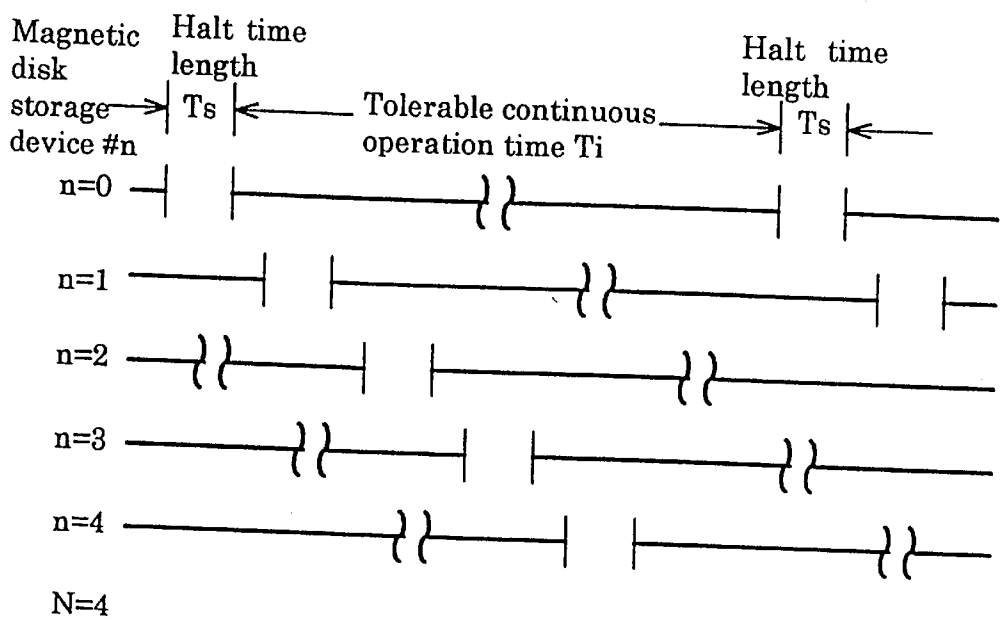 Magnetic
disk
storage
device #n
Halt time
length
Ts
Tolerable continuous
operation time Ti
Halt time
length
Ts
n=0
n=1
n=2
n=3
n=4
N=4